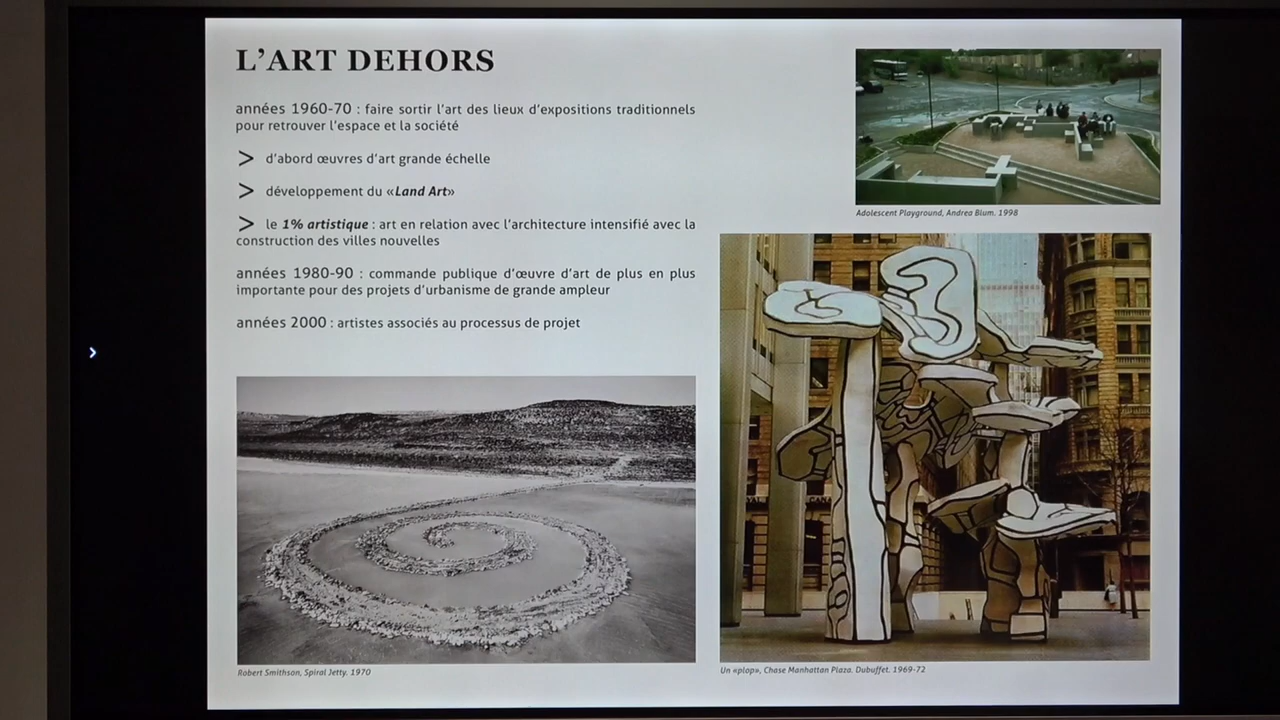 L'ART DEHORS
années 1960-70 : faire sortir l'art des lieux d'expositions traditionnels
pour retrouver l'espace et la société
> d'abord œuvres d'art grande échelle
> développement du «Land Art»
> le 1% artistique : art en relation avec l'architecture intensifié avec la
construction des villes nouvelles
années 1980-90 : commande publique d'œuvre d'art de plus en plus
importante pour des projets d'urbanisme de grande ampleur
années 2000 : artistes associés au processus de projet
Adolescent Playground, Andrea Blum. 1998
Robert Smithson, Spiral Jetty. 1970
Un «plop», Chase Manhattan Plaza. Dubuffet. 1969-72